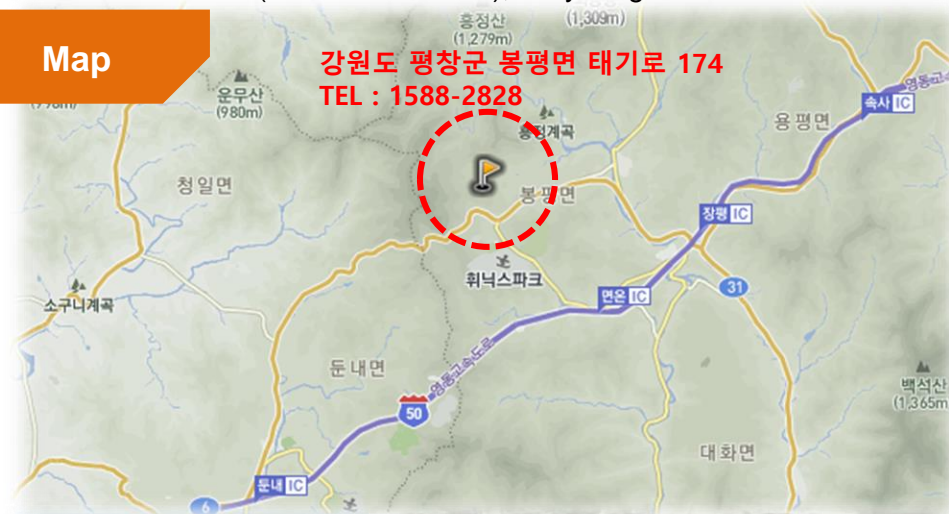 흥정산
(1,279m)
(1,309m)
Map
강원도 평창군 봉평면 태기로 174
TEL : 1588-2828
운무산
(980m)
속사 IC
용평면
흥정계곡
청일면
봉평면
장평 IC
휘닉스파크
면온 IC
31
소구니계곡
둔내면
영동고속도로
50
백석산
(1,365m
대화면
둔내 IC
6